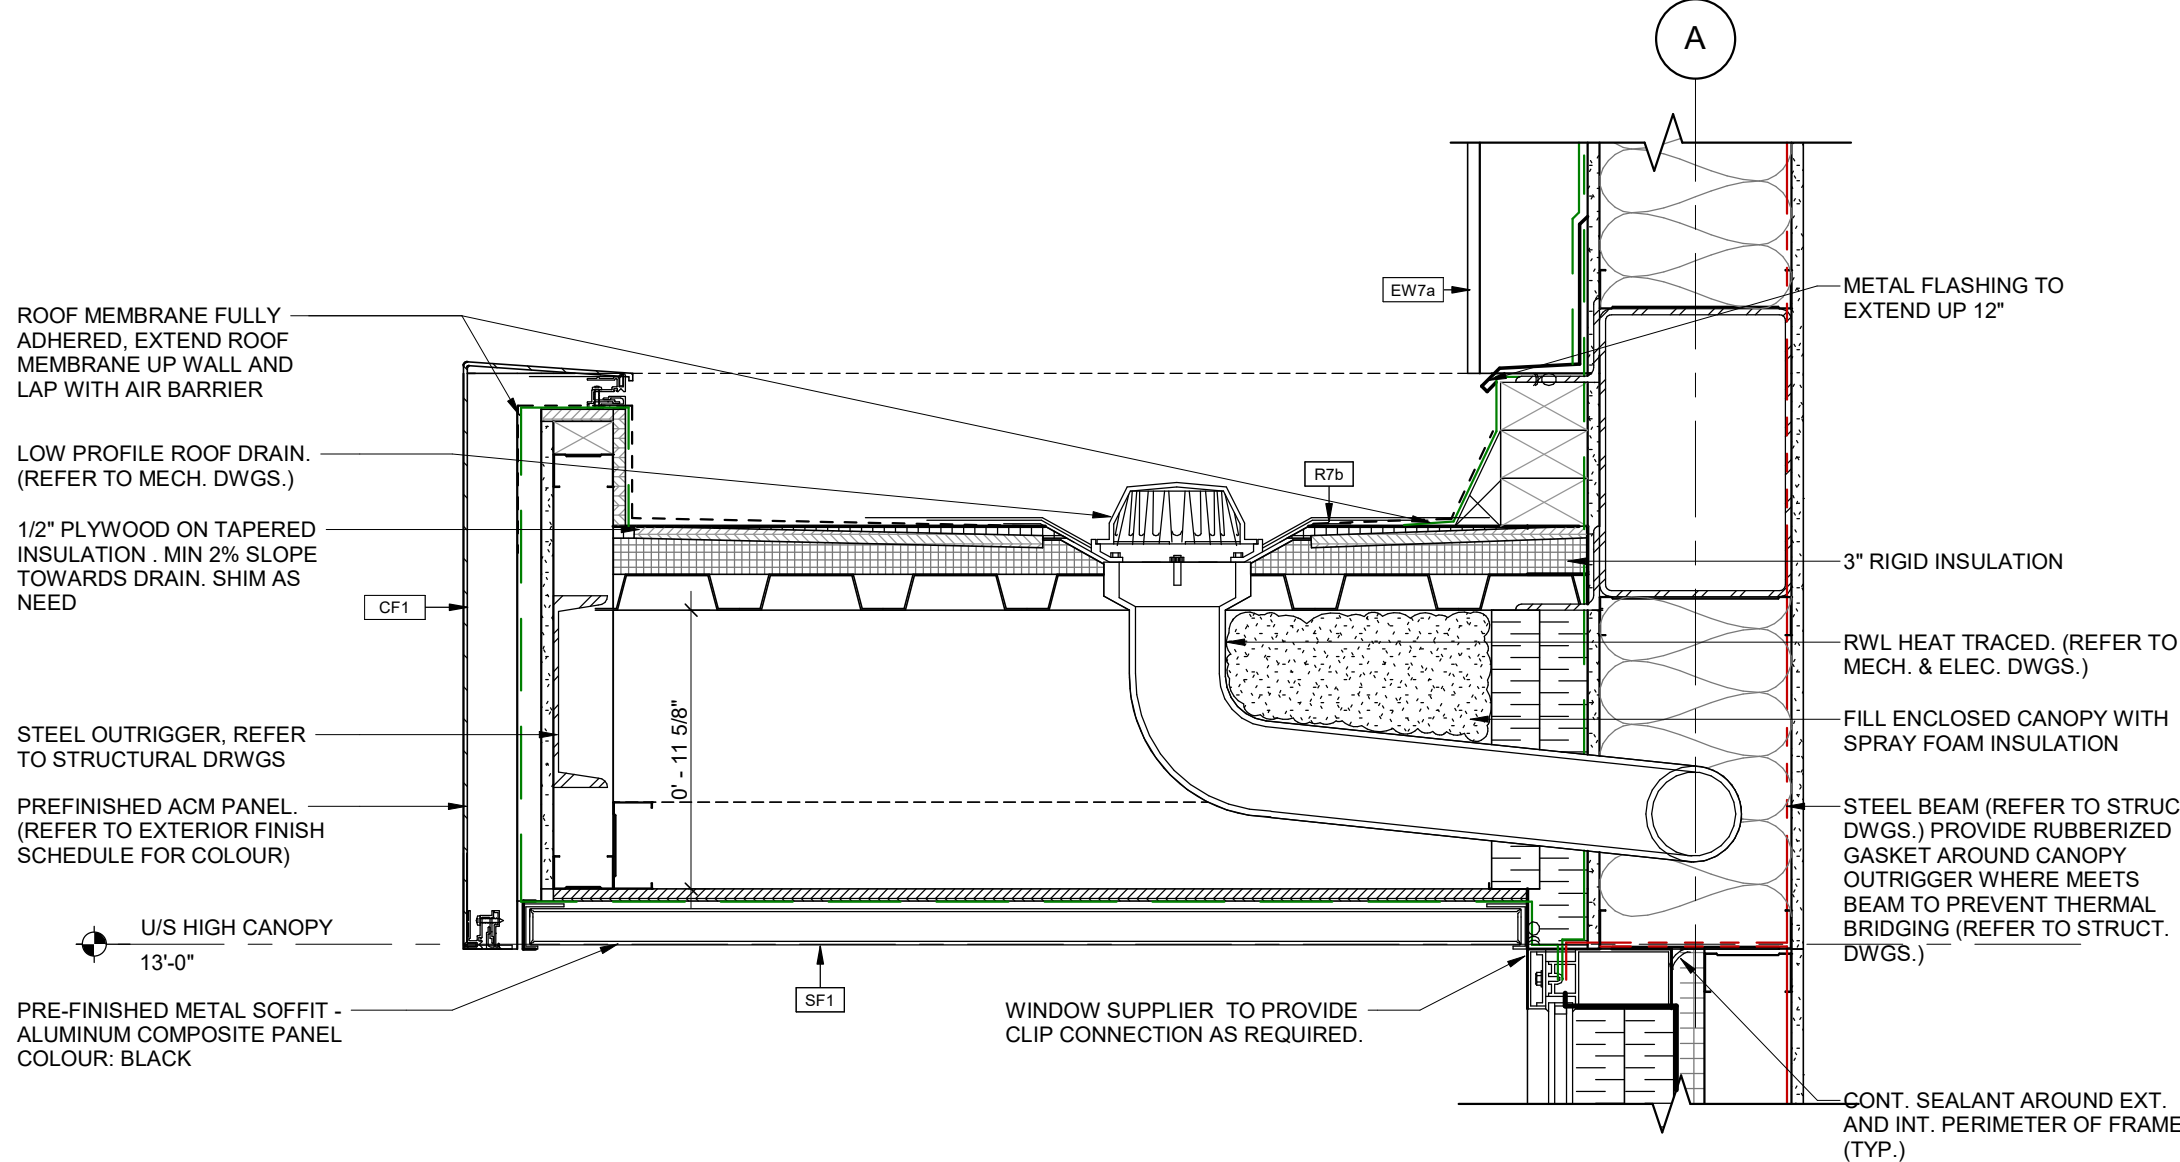 A
EW7a
METAL FLASHING TO
EXTEND UP 12"
ROOF MEMBRANE FULLY
ADHERED, EXTEND ROOF
MEMBRANE UP WALL AND
LAP WITH AIR BARRIER
LOW PROFILE ROOF DRAIN.
(REFER TO MECH. DWGS.)
R7b
1/2" PLYWOOD ON TAPERED
INSULATION . MIN 2% SLOPE
TOWARDS DRAIN. SHIM AS
NEED
3" RIGID INSULATION
CF1
RWL HEAT TRACED. (REFER TO
MECH. & ELEC. DWGS.)
0' - 11 5/8"
STEEL OUTRIGGER, REFER
TO STRUCTURAL DRWGS
FILL ENCLOSED CANOPY WITH
SPRAY FOAM INSULATION
PREFINISHED ACM PANEL.
(REFER TO EXTERIOR FINISH
SCHEDULE FOR COLOUR)
STEEL BEAM (REFER TO STRUC
DWGS.) PROVIDE RUBBERIZED
GASKET AROUND CANOPY
OUTRIGGER WHERE MEETS
BEAM TO PREVENT THERMAL
BRIDGING (REFER TO STRUCT.
DWGS.)
U/S HIGH CANOPY
13'-0"
SF1
PRE-FINISHED METAL SOFFIT -
ALUMINUM COMPOSITE PANEL
COLOUR: BLACK
WINDOW SUPPLIER  TO PROVIDE
CLIP CONNECTION AS REQUIRED.
CONT. SEALANT AROUND EXT.
AND INT. PERIMETER OF FRAME
(TYP.)